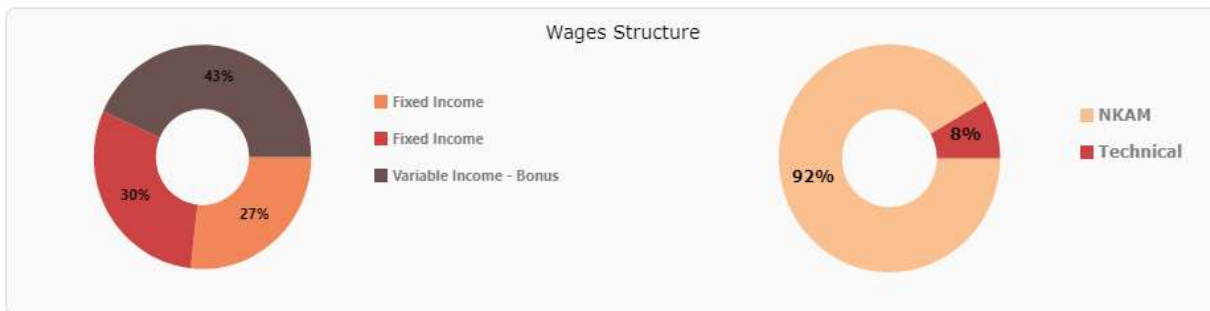 Wages Structure
43%
30%
27%
Fixed Income
Fixed Income
Variable Income - Bonus
92%
8%
NKAM
Technical